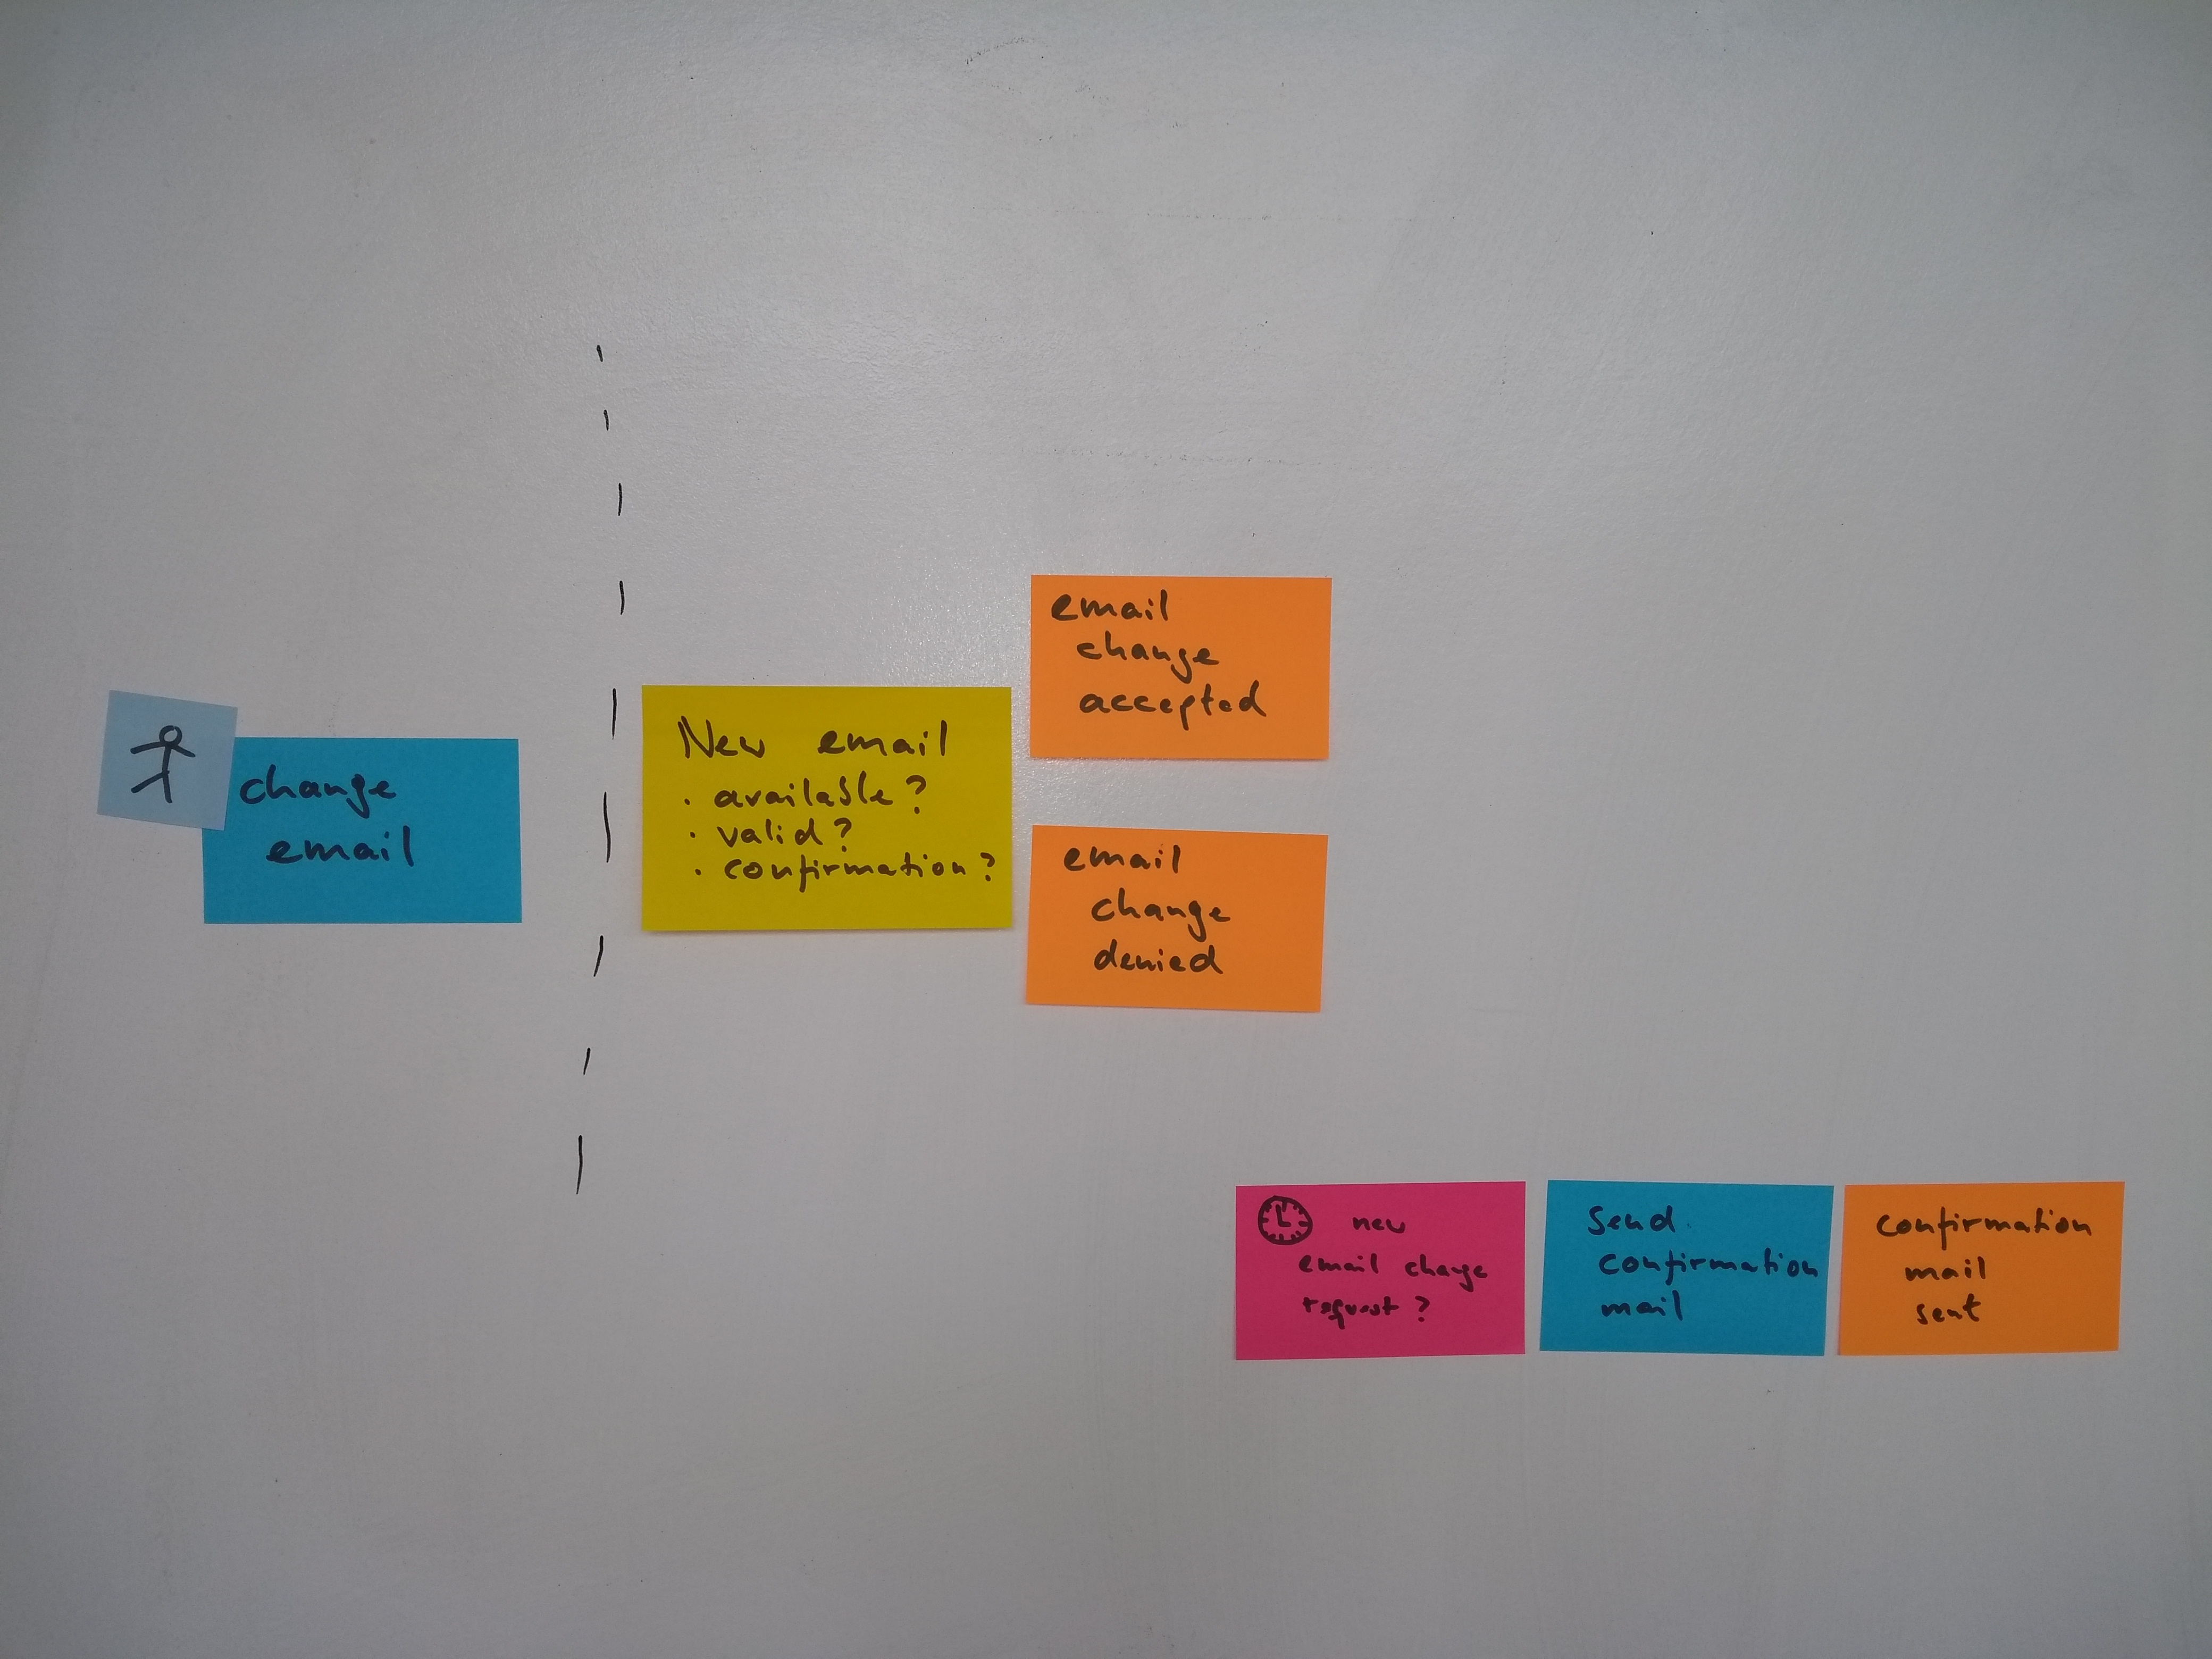 change
email
New email
· available?
· valid?
· confirmation?
email
change
accepted
email
change
denied
new
email change
request?
Send
confirmation
mail
confirmation
mail
sent